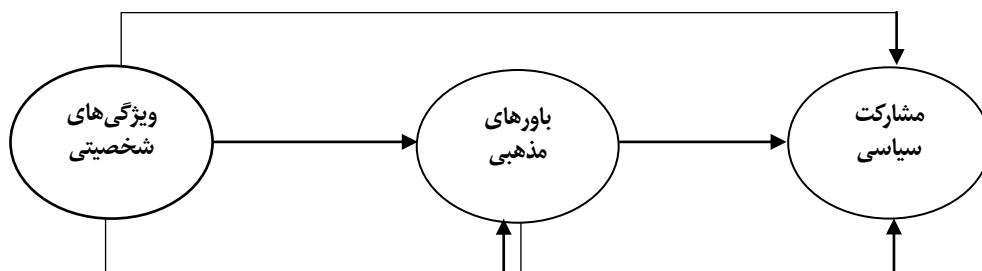 ویژگی‌های
شخصیتی
باورهای
مذهبی
مشارکت
سیاسی